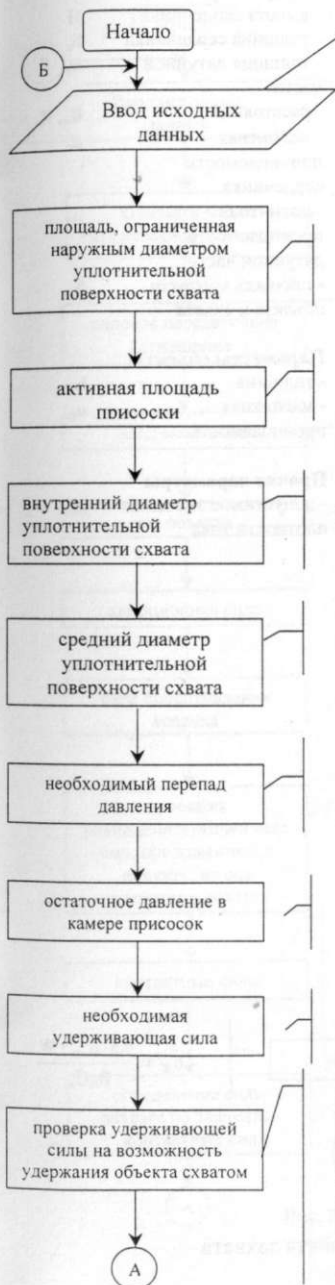 Начало
Б
Ввод исходных
данных
площадь, ограниченная
наружным диаметром
уплотнительной
поверхности схвата
активная площадь
присоски
внутренний диаметр
уплотнительной
поверхности схвата
средний диаметр
уплотнительной
поверхности схвата
необходимый перепад
давления
остаточное давление в
камере присосок
необходимая
удерживающая сила
проверка удерживающей
силы на возможность
удержания объекта схватом
А